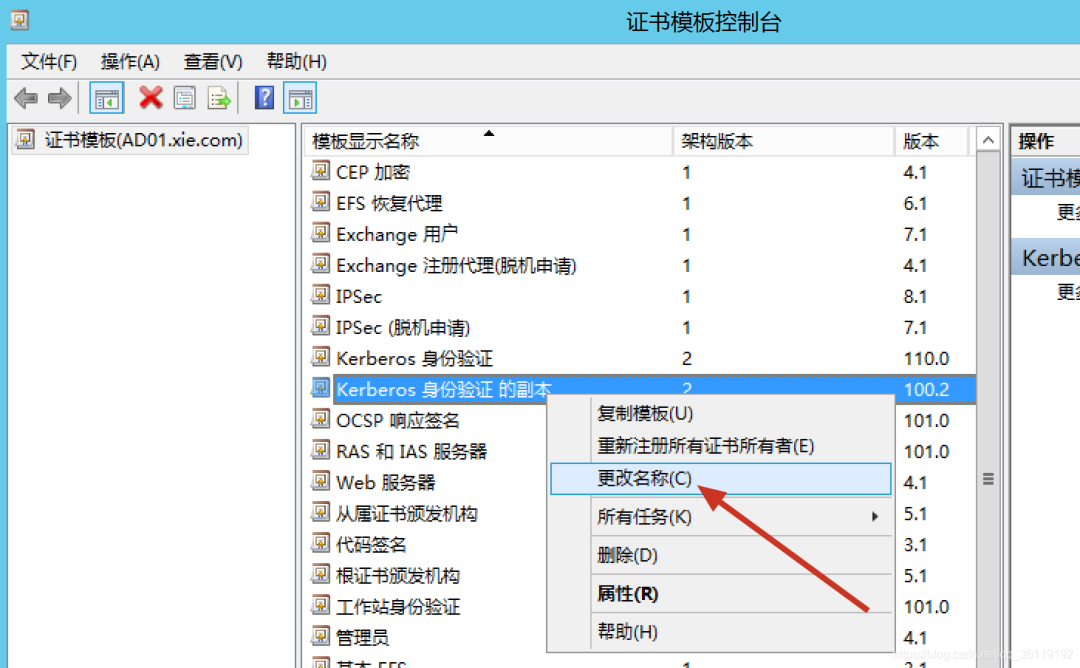 证书模板控制台
文件(F) 操作(A) 查看(V) 帮助(H)
证书模板(AD01.xie.com)
模板显示名称 架构版本 版本
CEP 加密 1 4.1
EFS 恢复代理 1 6.1
Exchange 用户 1 7.1
Exchange 注册代理(脱机申请) 1 4.1
IPSec 1 8.1
IPSec (脱机申请) 1 7.1
Kerberos 身份验证 2 110.0
Kerberos 身份验证 的副本 2 100.2
OCSP 响应签名 101.0
RAS 和 IAS 服务器 101.0
Web 服务器 4.1
从属证书颁发机构 5.1
代码签名 3.1
根证书颁发机构 5.1
工作站身份验证 101.0
管理员 4.1
基本 EFS 1 3.1
复制模板(U)
重新注册所有证书所有者(E)
更改名称(C)
所有任务(K)
删除(D)
属性(R)
帮助(H)
操作
证书模
更多
Kerbe
更多
https://blog.csdn.net/qq_36119192